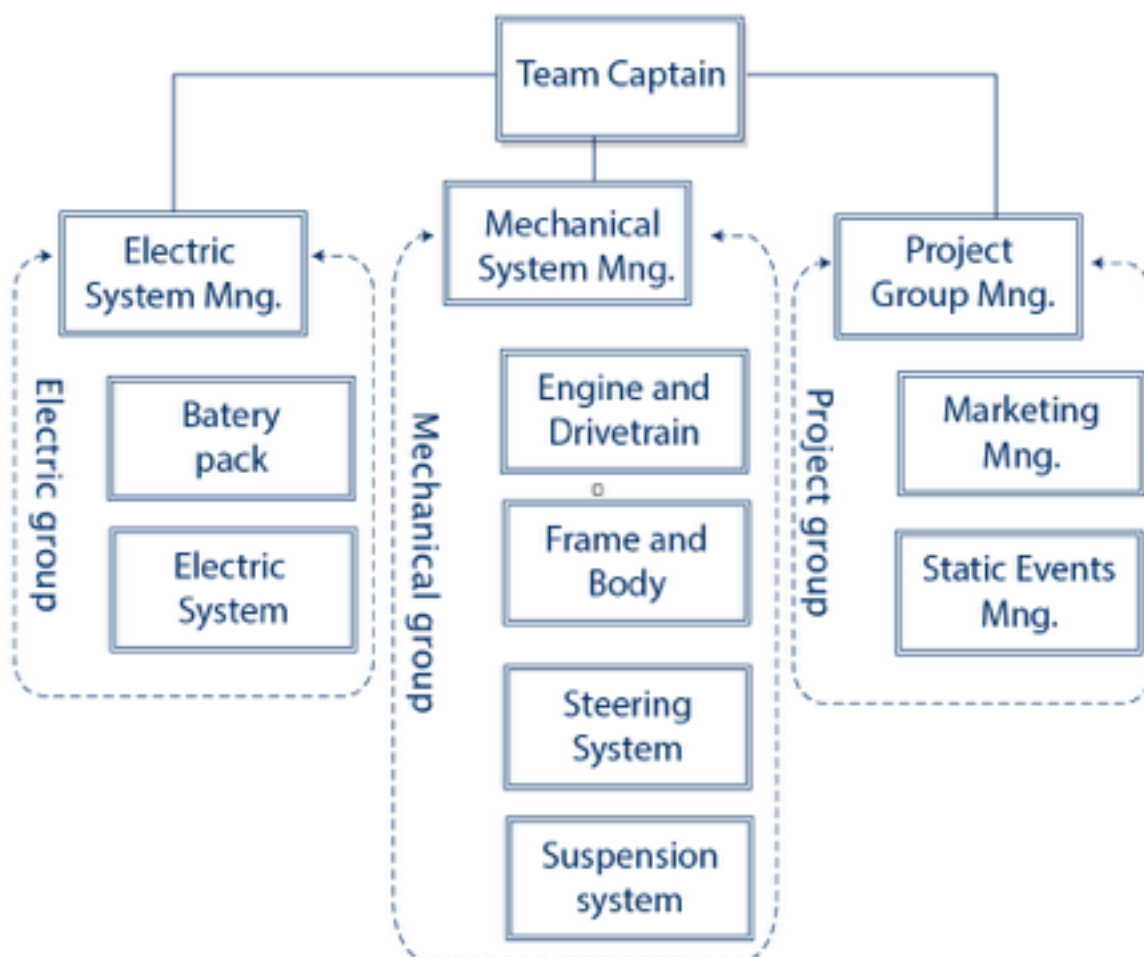 Team Captain
Electric
System Mng.
Batery
pack
Electric
System
Electric group
Mechanical
System Mng.
Engine and
Drivetrain
Frame and
Body
Steering
System
Suspension
system
Mechanical group
Project
Group Mng.
Marketing
Mng.
Static Events
Mng.
Project group